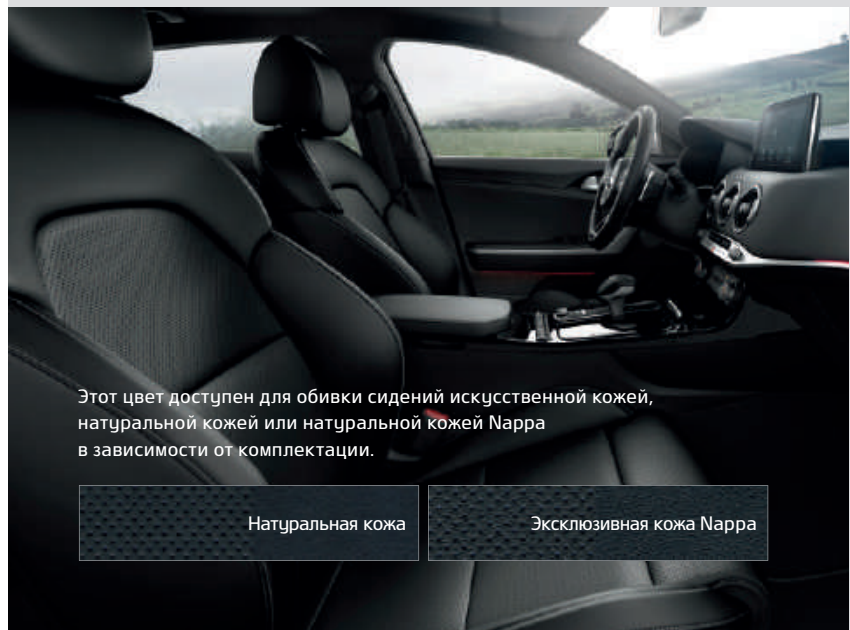 Этот цвет доступен для обивки сидений искусственной кожей,
натуральной кожей или натуральной кожей Nappa
в зависимости от комплектации.
Натуральная кожа
Эксклюзивная кожа Nappa